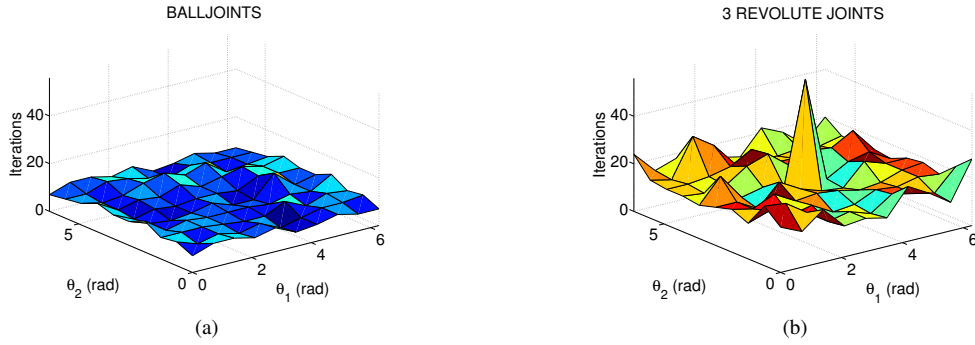 BALLJOINTS
40
20
0
Iterations
5
0
θ2 (rad)
0
2
4
6
θ1 (rad)
(a)
3 REVOLUTE JOINTS
40
20
0
Iterations
5
0
θ2 (rad)
0
2
4
6
θ1 (rad)
(b)